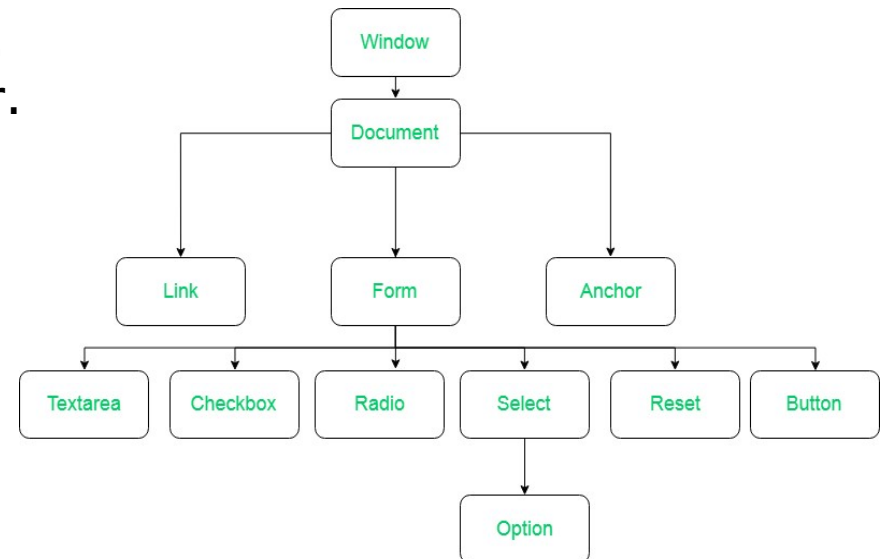 Window
r.
Document
Link Form Anchor
Textarea Checkbox Radio Select Reset Button
Option